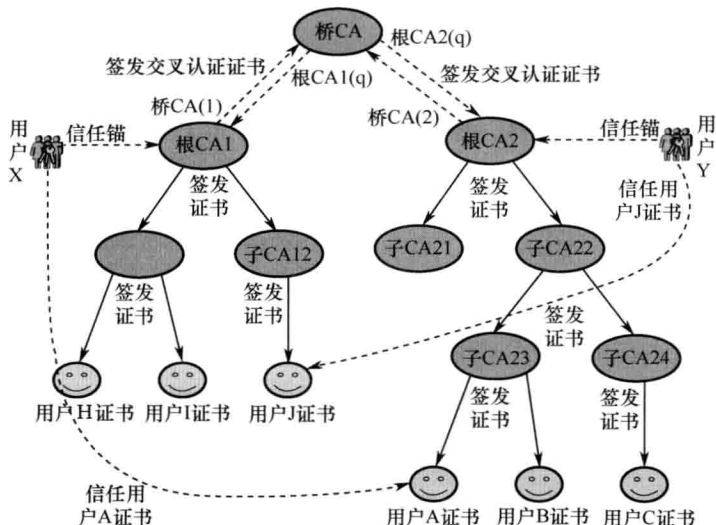 桥CA
根CA2(q)
签发交叉认证证书
根CA1(q)
签发交叉认证证书
桥CA(1)
桥CA(2)
用户X
信任锚
根CA1
根CA2
信任锚
用户Y
签发
证书
签发
证书
信任用
户J证书
子CA12
子CA21
子CA22
签发
证书
签发
证书
签发
证书
子CA23
子CA24
用户H证书
用户I证书
用户J证书
签发
证书
签发
证书
信任用
户A证书
用户A证书
用户B证书
用户C证书